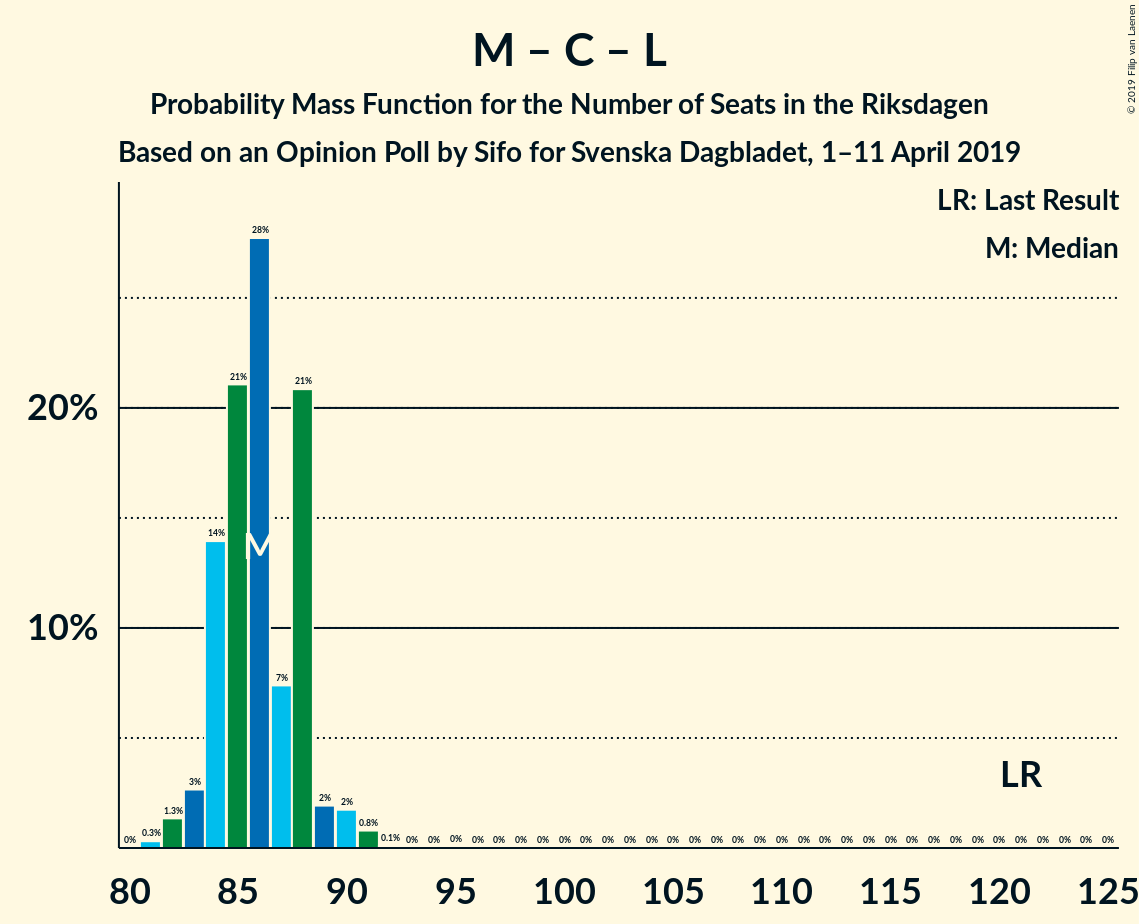 M – C – L
Probability Mass Function for the Number of Seats in the Riksdagen
Based on an Opinion Poll by Sifo for Svenska Dagbladet, 1–11 April 2019
© 2019 Filip van Laenen
LR: Last Result
M: Median
20%
10%
0% 0.3% 1.3% 3% 14% 21% 28% 7% 21% 2% 2% 0.8% 0.1% 0% 0% 0% 0% 0% 0% 0% 0% 0% 0% 0% 0% 0% 0% 0% 0% 0% 0% 0% 0% 0% 0% 0% 0% 0% 0% 0% 0% 0% 0% 0% 0% 0%
M
LR
80 85 90 95 100 105 110 115 120 125